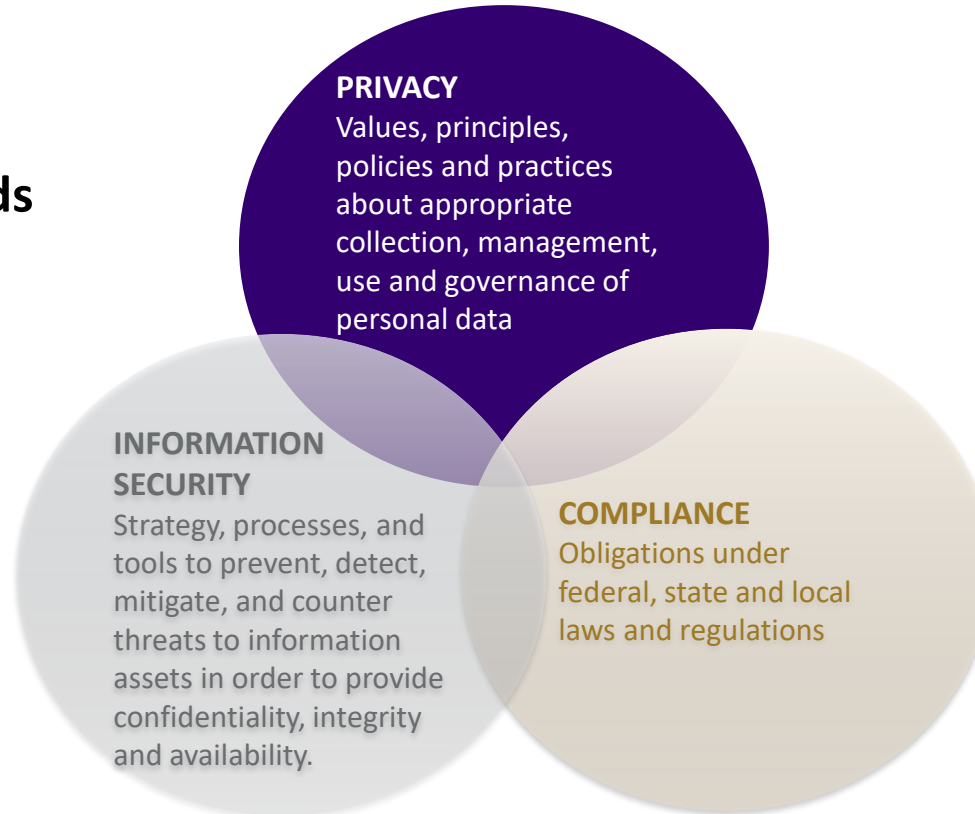 PRIVACY
Values, principles,
policies and practices
about appropriate
collection, management,
use and governance of
personal data
ds
INFORMATION
SECURITY
Strategy, processes, and
tools to prevent, detect,
mitigate, and counter
threats to information
assets in order to provide
confidentiality, integrity
and availability.
COMPLIANCE
Obligations under
federal, state and local
laws and regulations